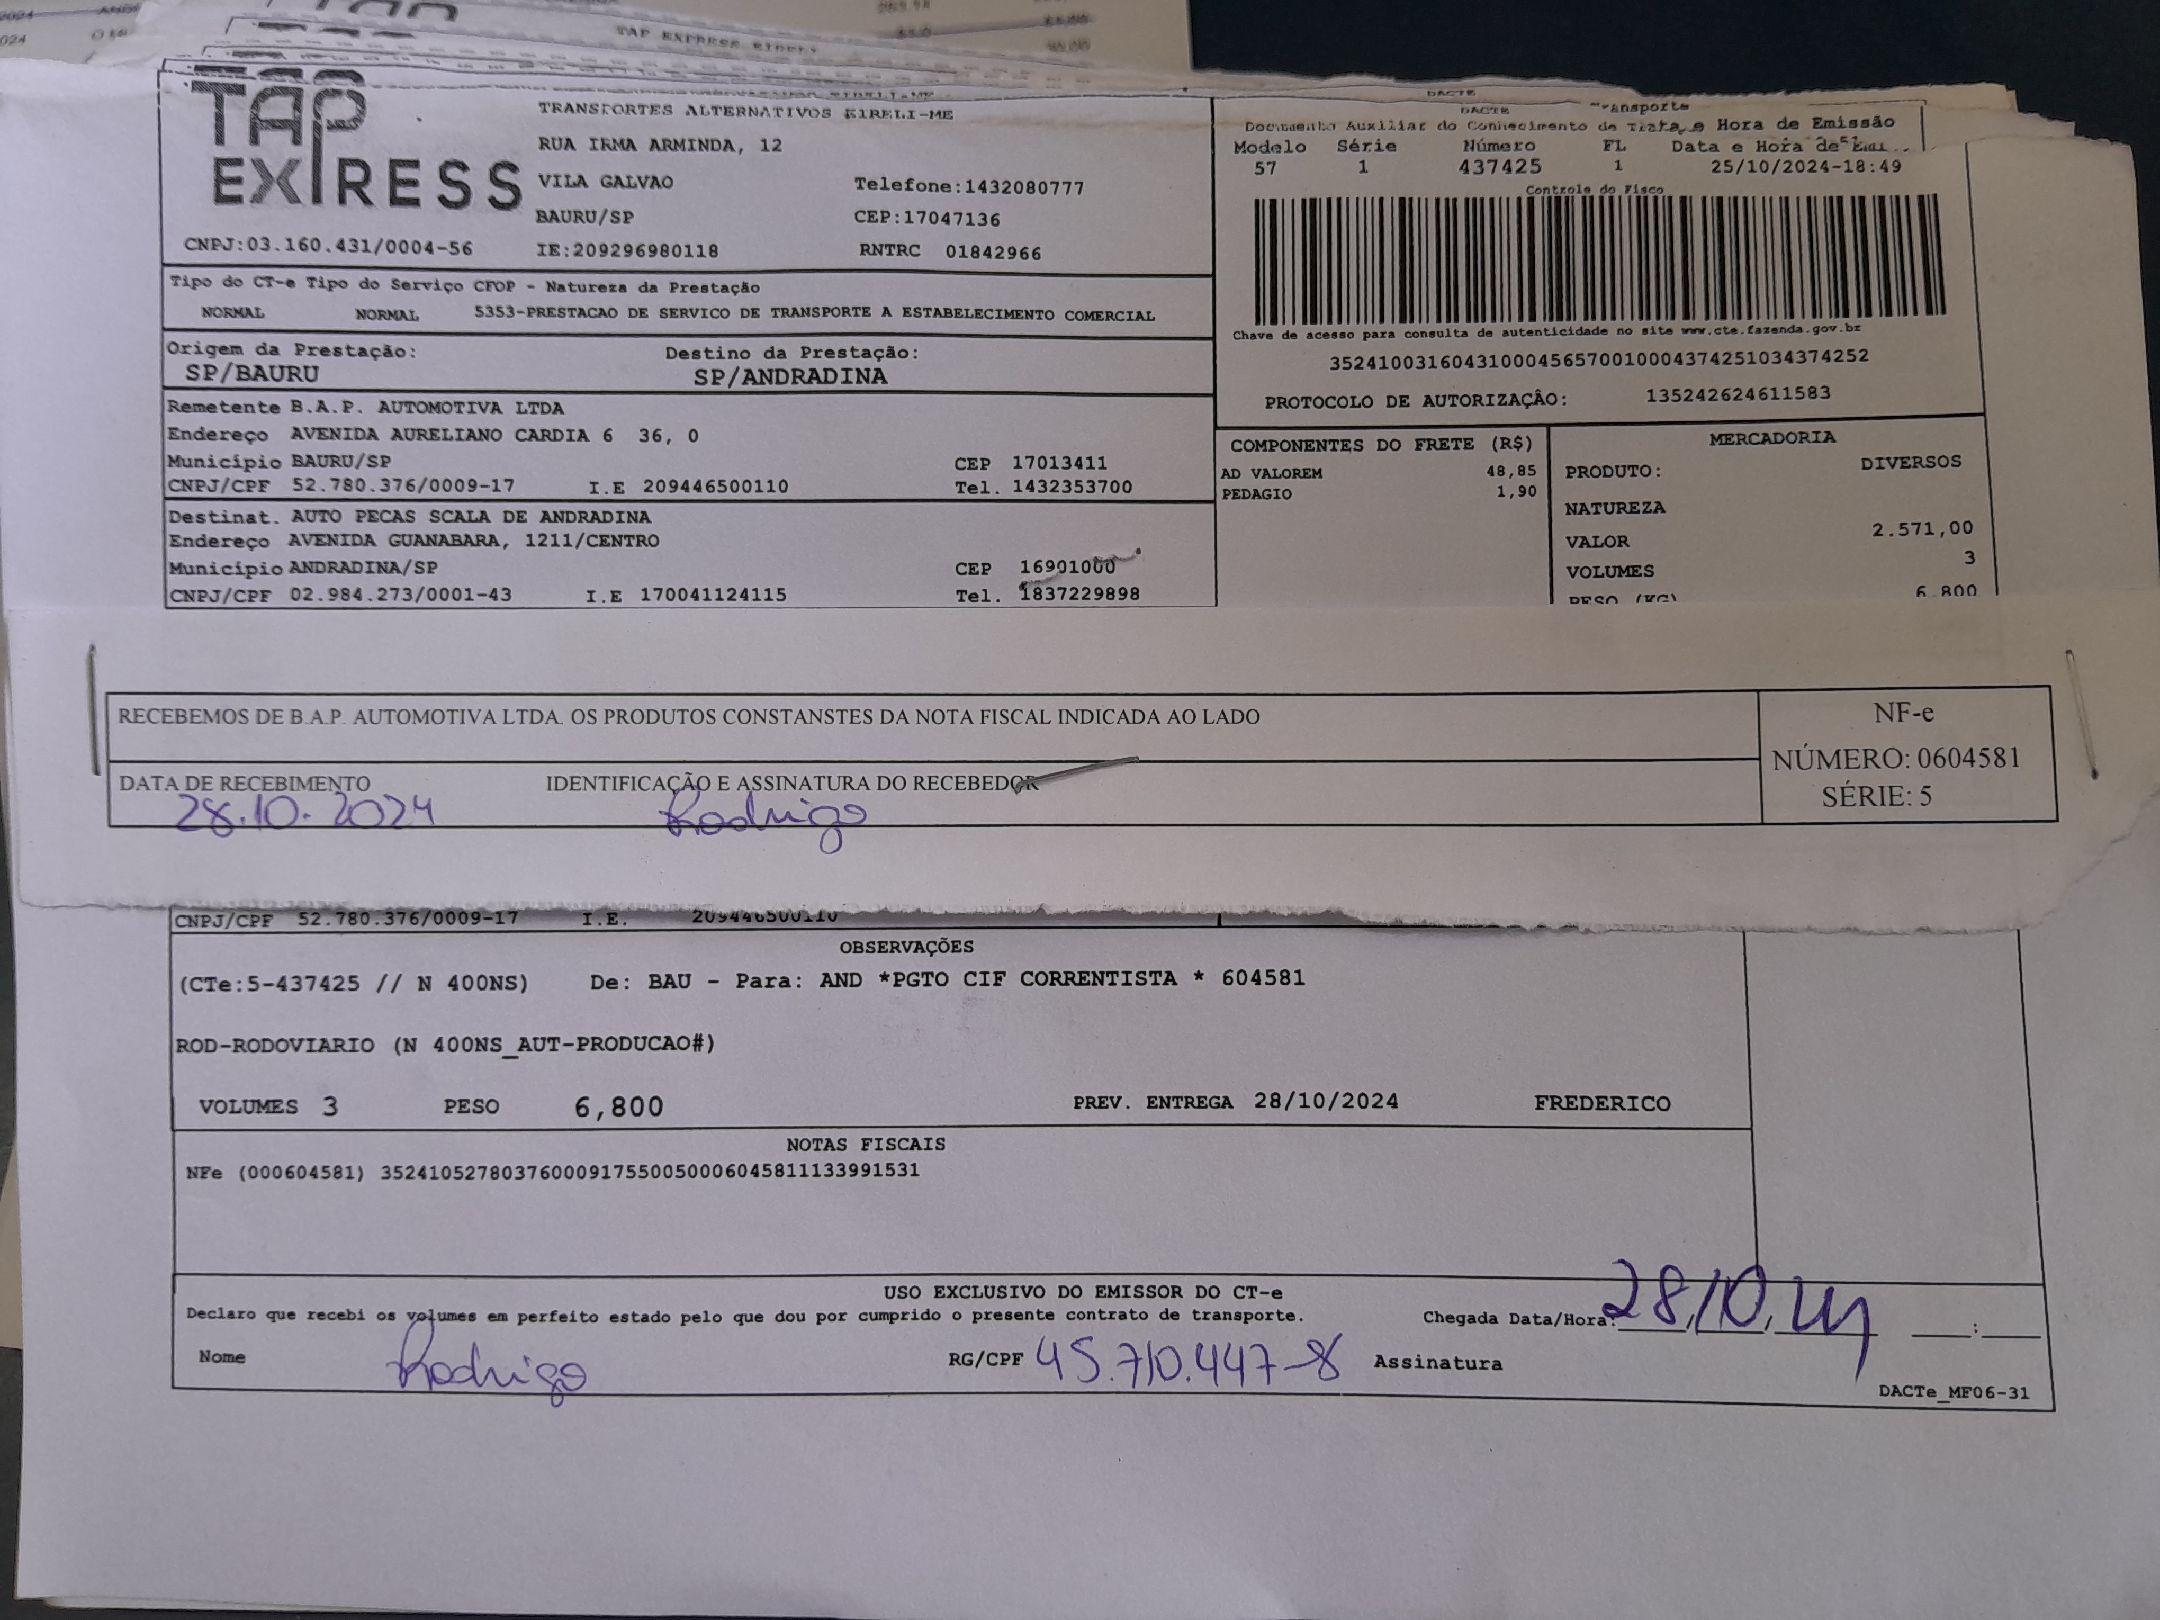 TAP EXPRESS EIRELI
TAP
EXPRESS
TRANSPORTES ALTERNATIVOS EIRELI-ME
RUA IRMA ARMINDA, 12
VILA GALVAO Telefone:1432080777
BAURU/SP CEP:17047136
CNPJ:03.160.431/0004-56 IE:209296980118 RNTRC 01842966
DACTE
DACTE Transporte
Documento Auxiliar do Conhecimento de e Hora de Emissão
Modelo Série Número FL Data e Hora de
57 1 437425 1 25/10/2024-18:49
Controle do Fisco
Chave de acesso para consulta de autenticidade no site www.cte.fazenda.gov.br
35241003160431000456570010004374251034374252
PROTOCOLO DE AUTORIZAÇÂO: 135242624611583
Tipo do CT-e Tipo do Serviço CFOP - Natureza da Prestação
NORMAL NORMAL 5353-PRESTACAO DE SERVICO DE TRANSPORTE A ESTABELECIMENTO COMERCIAL
Origem da Prestação: Destino da Prestação:
SP/BAURU SP/ANDRADINA
Remetente B.A.P. AUTOMOTIVA LTDA
Endereço AVENIDA AURELIANO CARDIA 6 36, 0
Município BAURU/SP CEP 17013411
CNPJ/CPF 52.780.376/0009-17 I.E 209446500110 Tel. 1432353700
Destinat. AUTO PECAS SCALA DE ANDRADINA
Endereço AVENIDA GUANABARA, 1211/CENTRO
Município ANDRADINA/SP CEP 16901000
CNPJ/CPF 02.984.273/0001-43 I.E 170041124115 Tel. 1837229898
COMPONENTES DO FRETE (R$)
AD VALOREM 48,85
PEDAGIO 1,90
MERCADORIA
PRODUTO: DIVERSOS
NATUREZA
VALOR 2.571,00
VOLUMES 3
PESO (KG) 6,800
RECEBEMOS DE B.A.P. AUTOMOTIVA LTDA. OS PRODUTOS CONSTANSTES DA NOTA FISCAL INDICADA AO LADO
DATA DE RECEBIMENTO IDENTIFICAÇÃO E ASSINATURA DO RECEBEDOR
28.10.2024 Rodrigo
NF-e
NÚMERO: 0604581
SÉRIE: 5
CNPJ/CPF 52.780.376/0009-17 I.E. 209446500110
OBSERVAÇÕES
(CTe:5-437425 // N 400NS) De: BAU - Para: AND *PGTO CIF CORRENTISTA * 604581
ROD-RODOVIARIO (N 400NS_AUT-PRODUCAO#)
VOLUMES 3 PESO 6,800 PREV. ENTREGA 28/10/2024 FREDERICO
NOTAS FISCAIS
NFe (000604581) 35241052780376000917550050006045811133991531
USO EXCLUSIVO DO EMISSOR DO CT-e
Declaro que recebi os volumes em perfeito estado pelo que dou por cumprido o presente contrato de transporte. Chegada Data/Hora: 28/10/24 :
Nome Rodrigo RG/CPF 45.710.447-8 Assinatura
DACTe_MF06-31